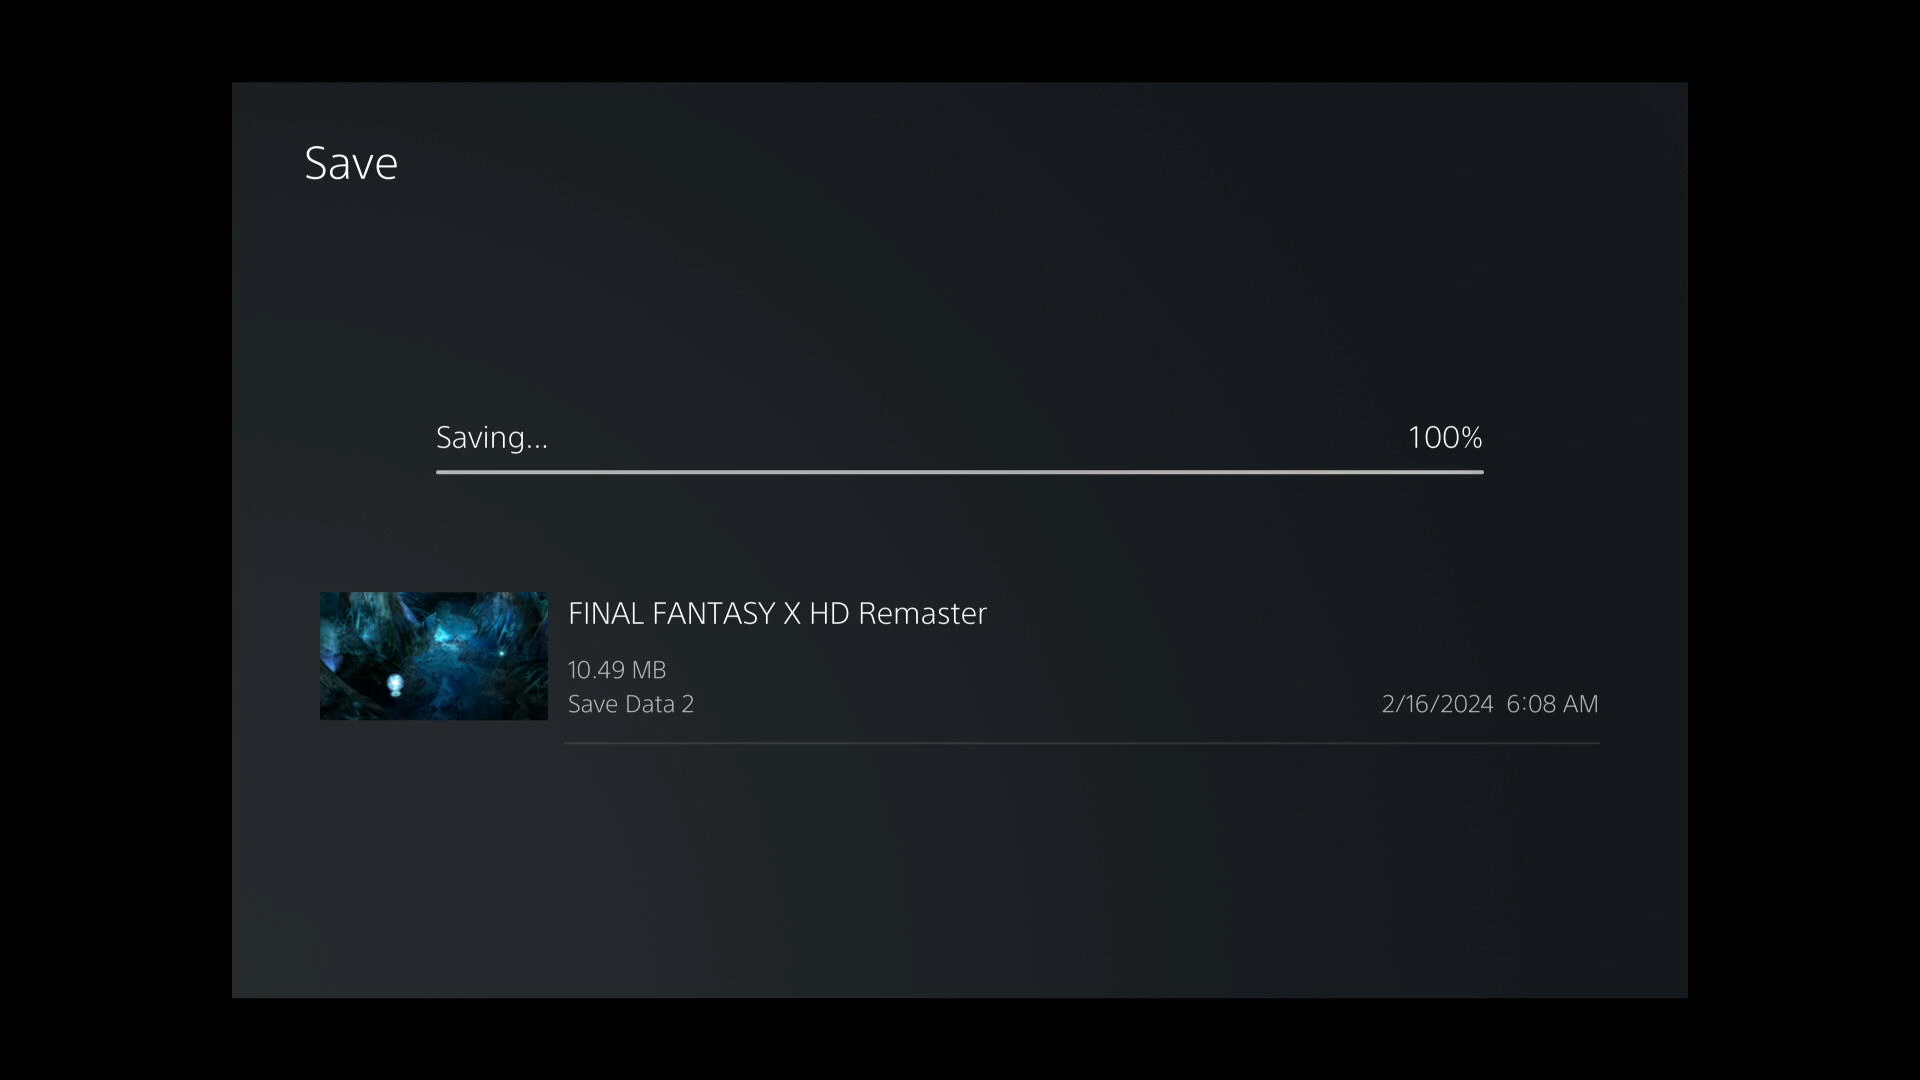 Save
Saving... 100%
FINAL FANTASY X HD Remaster
10.49 MB
Save Data 2 2/16/2024 6:08 AM